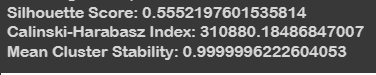 Silhouette Score: 0.5552197601535814
Calinski-Harabasz Index: 310880.18486847007
Mean Cluster Stability: 0.9999996222604053